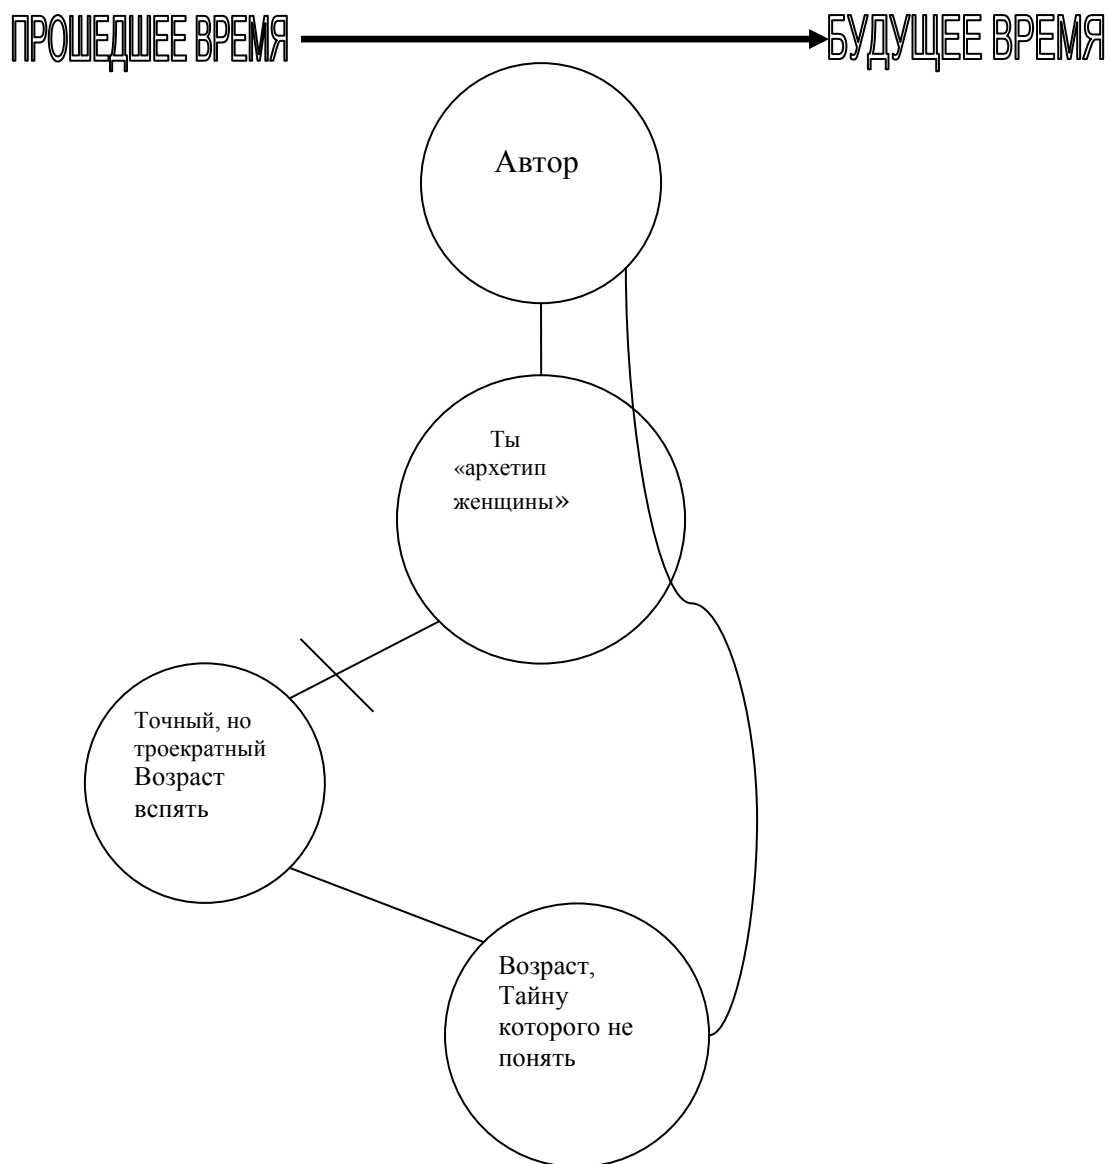 ПРОШЕДШЕЕ ВРЕМЯ
БУДУЩЕЕ ВРЕМЯ
Автор
Ты
«архетип
женщины»
Точный, но
троекратный
Возраст
вспять
Возраст,
Тайну
которого не
понять